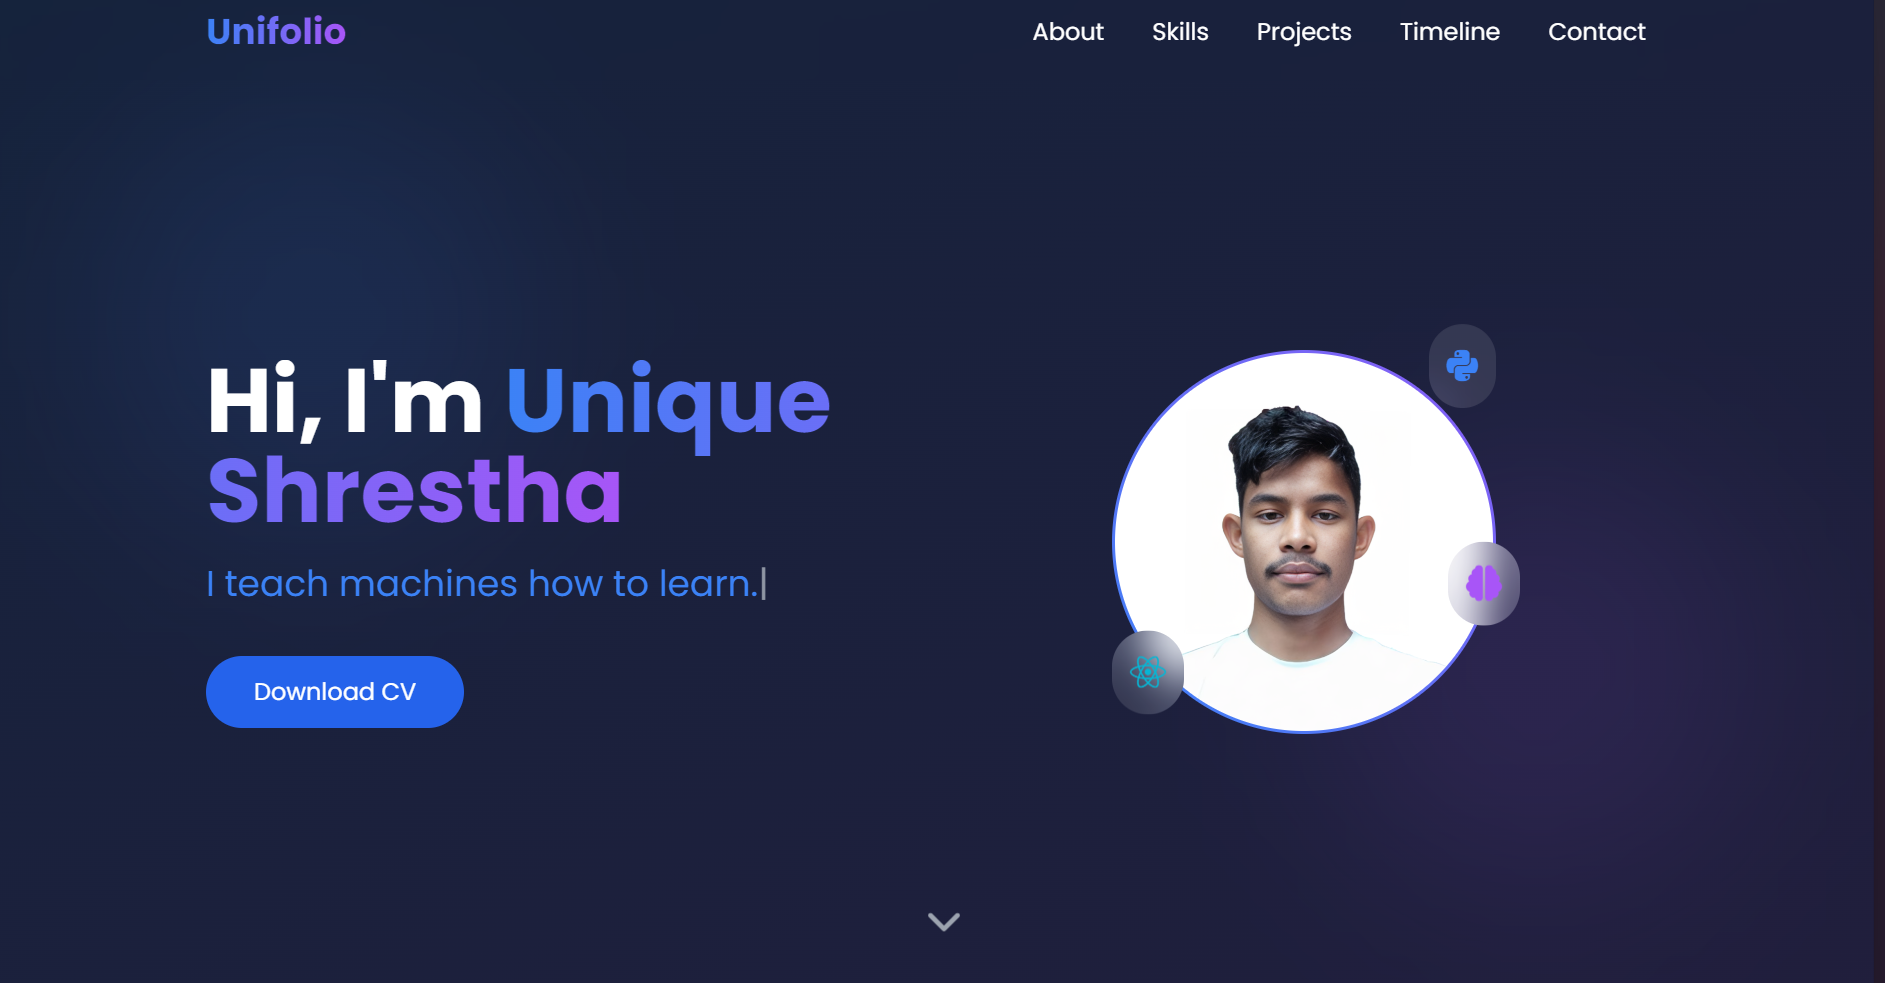 Unifolio
About Skills Projects Timeline Contact
Hi, I'm Unique
Shrestha
I teach machines how to learn.|
Download CV